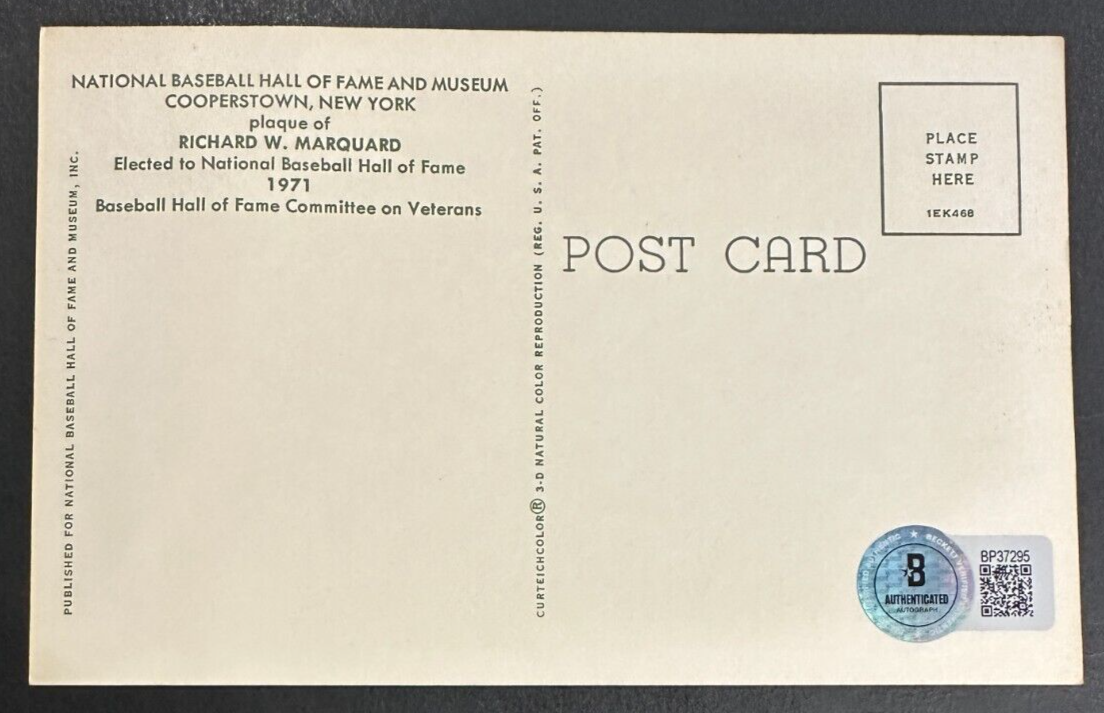 NATIONAL BASEBALL HALL OF FAME AND MUSEUM
COOPERSTOWN, NEW YORK
plaque of
RICHARD W. MARQUARD
Elected to National Baseball Hall of Fame
1971
Baseball Hall of Fame Committee on Veterans
PUBLISHED FOR NATIONAL BASEBALL HALL OF FAME AND MUSEUM, INC.
CURTEICHCOLOR® 3-D NATURAL COLOR REPRODUCTION (REG. U. S. A. PAT. OFF.)
PLACE
STAMP
HERE
1EK468
POST CARD
B
AUTHENTICATED
AUTOGRAPH
BP37295